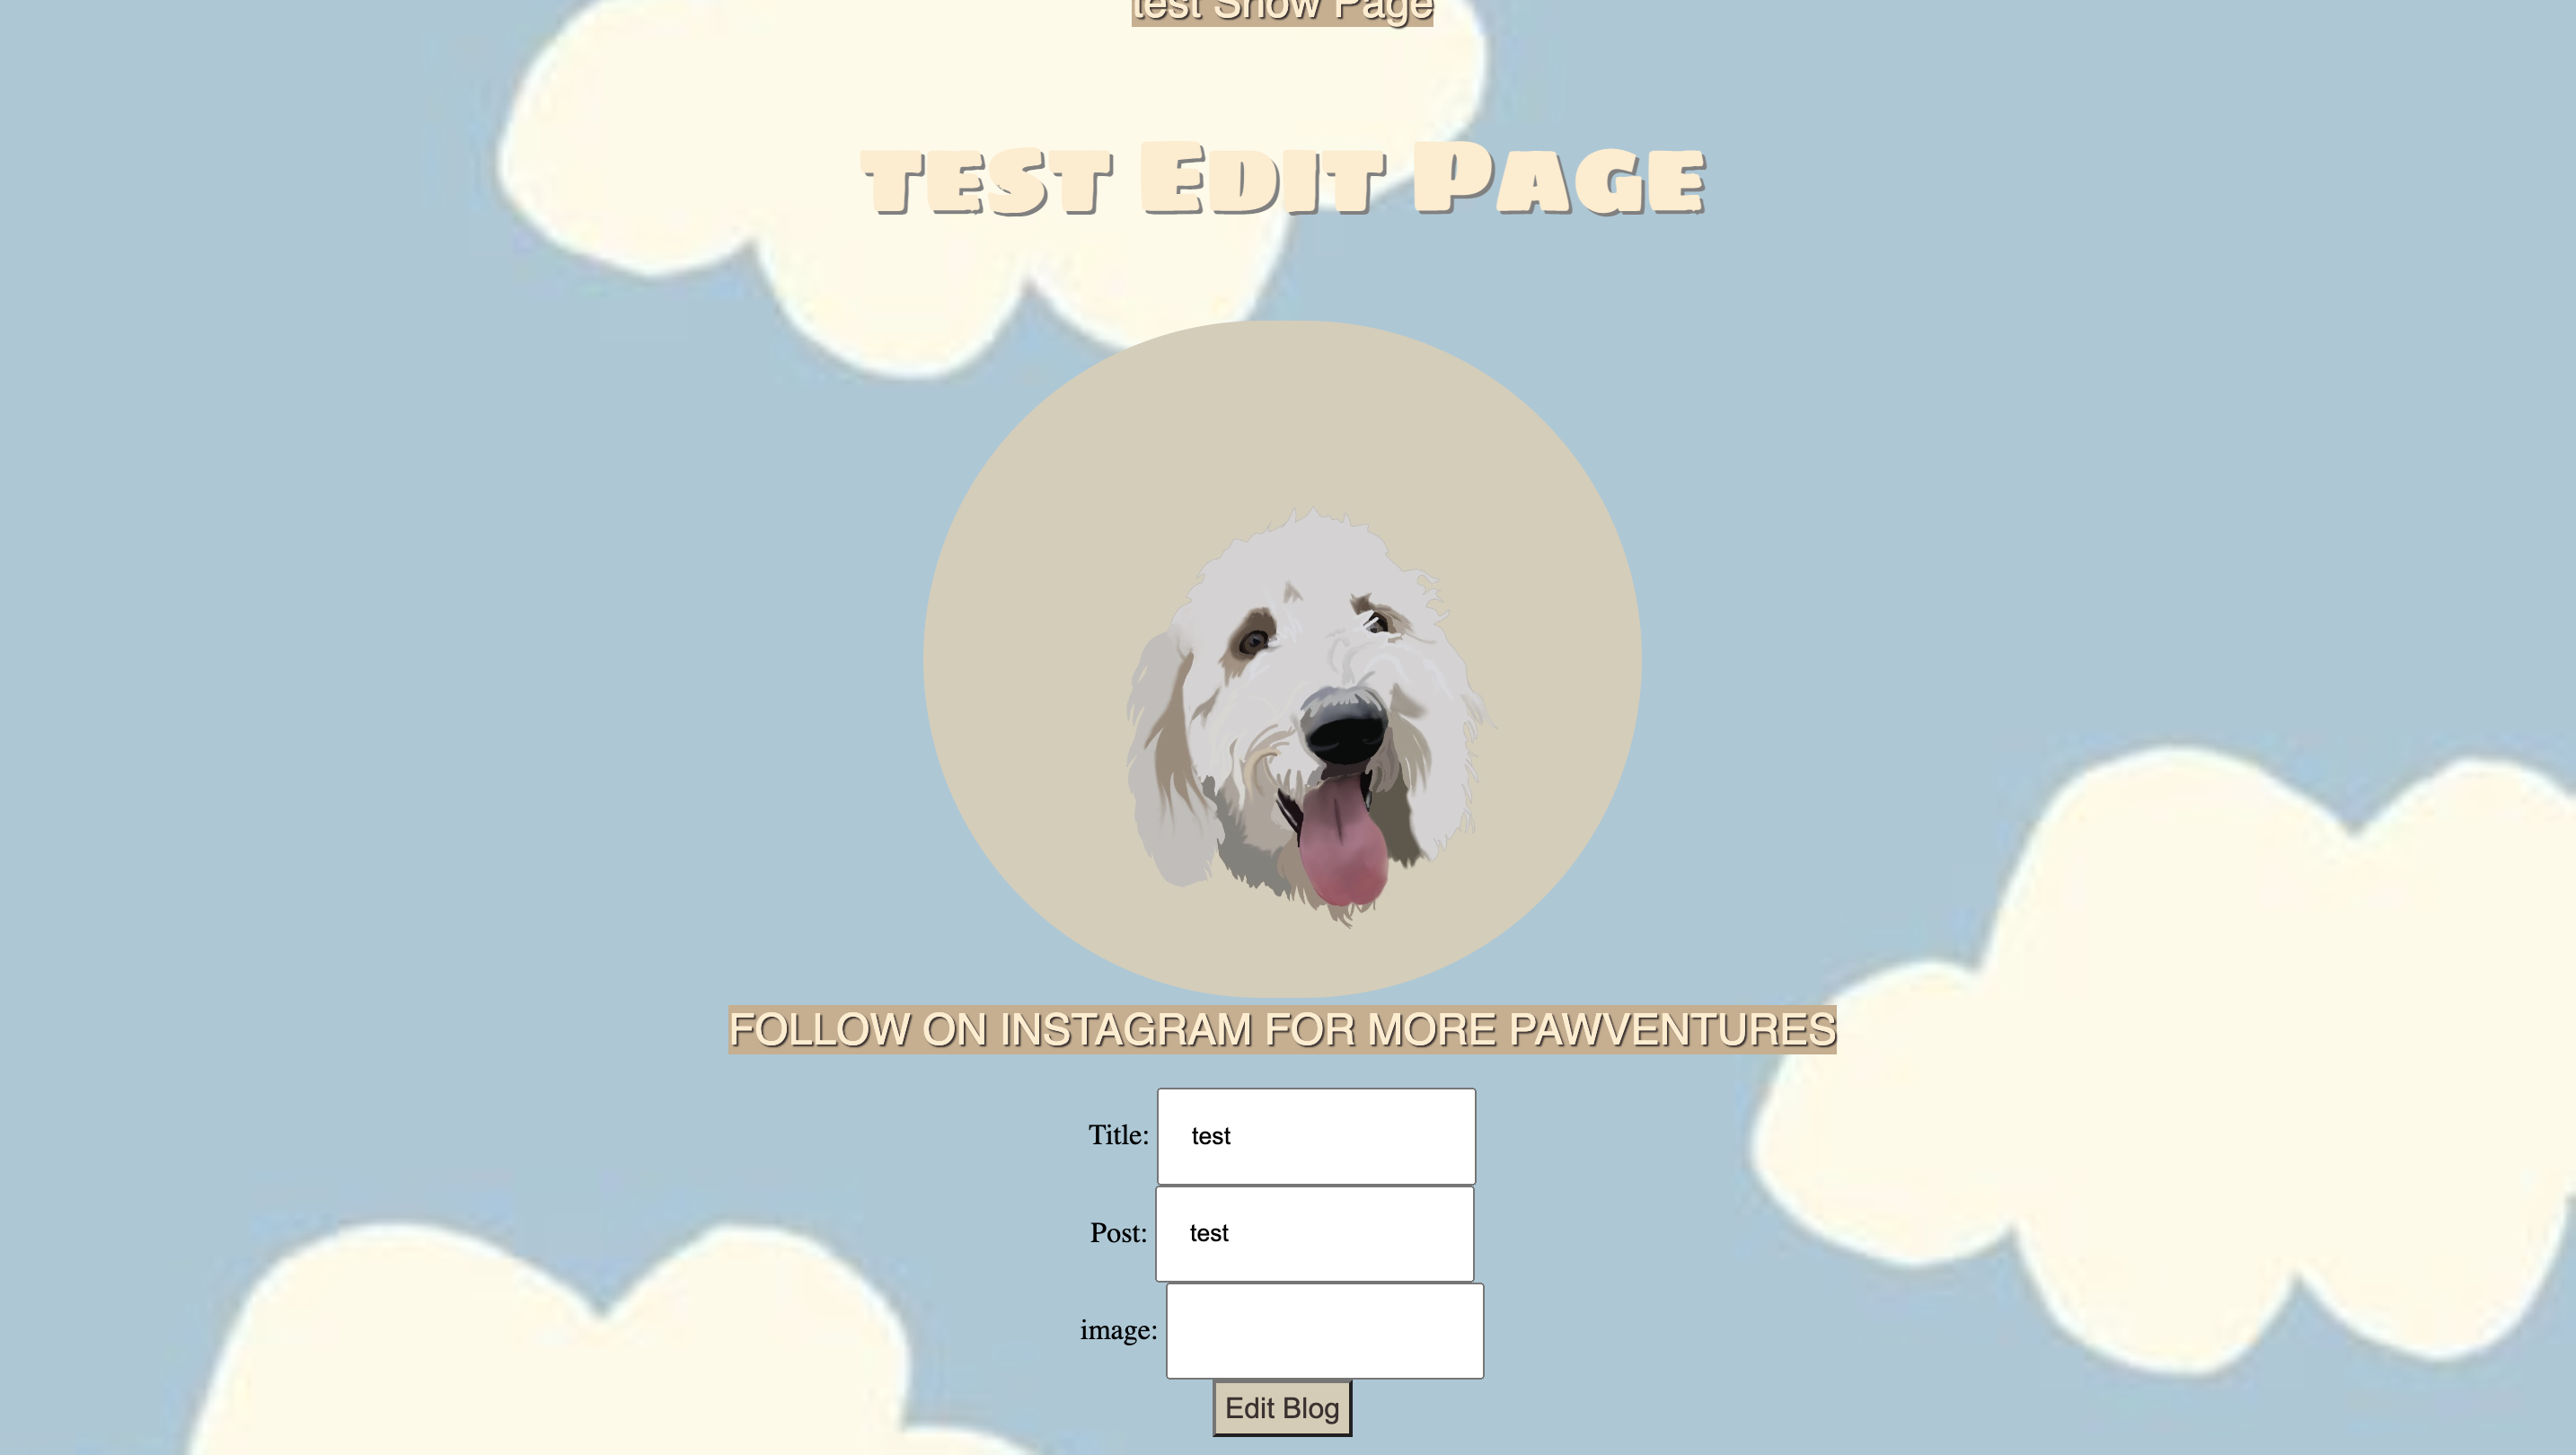 test Show Page
test Edit Page
FOLLOW ON INSTAGRAM FOR MORE PAWVENTURES
Title: test
Post: test
image:
Edit Blog